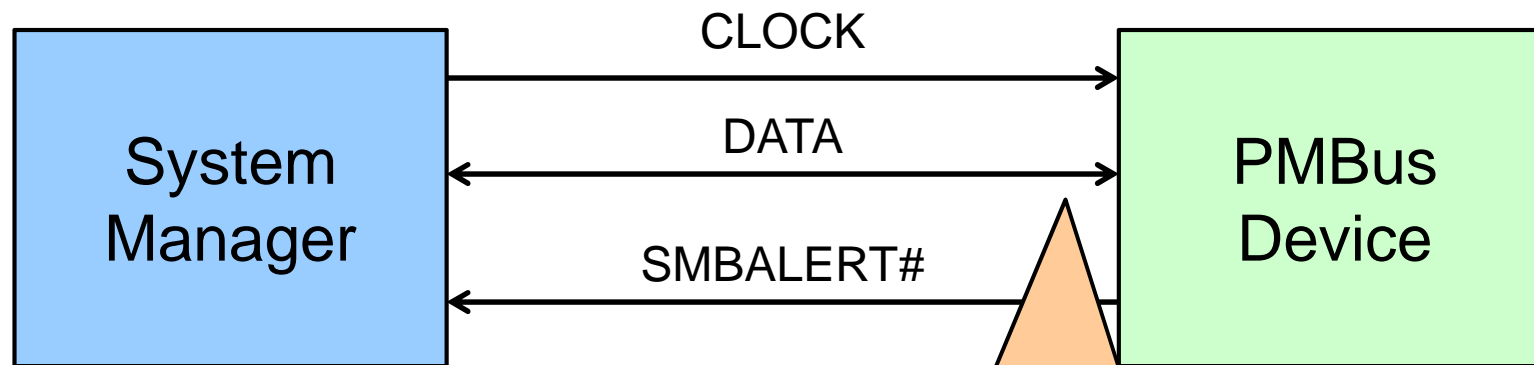 CLOCK
System
Manager
DATA
PMBus
Device
SMBALERT#